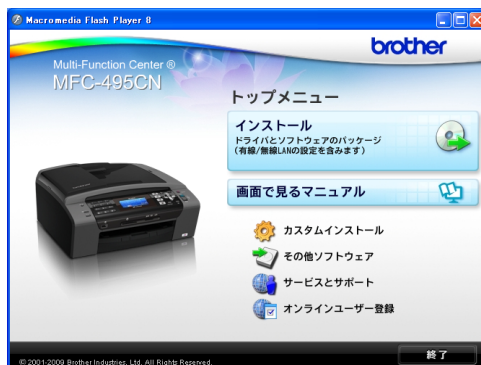 Macromedia Flash Player 8
brother
Multi-Function Center ®
MFC-495CN
トップメニュー
インストール
ドライバとソフトウェアのパッケージ
(有線/無線LANの設定を含みます)
画面で見るマニュアル
カスタムインストール
その他ソフトウェア
サービスとサポート
オンラインユーザー登録
© 2001-2009 Brother Industries, Ltd. All Rights Reserved.
終了